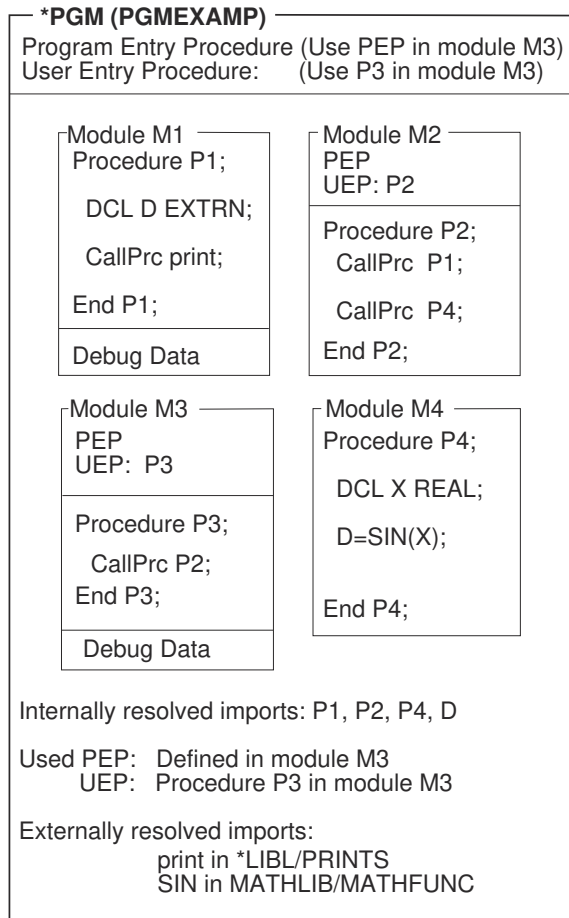 *PGM (PGMEXAMP)
Program Entry Procedure (Use PEP in module M3)
User Entry Procedure: (Use P3 in module M3)
Module M1
Procedure P1;
DCL D EXTRN;
CallPrc print;
End P1;
Debug Data
Module M2
PEP
UEP: P2
Procedure P2;
CallPrc P1;
CallPrc P4;
End P2;
Module M3
PEP
UEP: P3
Procedure P3;
CallPrc P2;
End P3;
Debug Data
Module M4
Procedure P4;
DCL X REAL;
D=SIN(X);
End P4;
Internally resolved imports: P1, P2, P4, D
Used PEP: Defined in module M3
UEP: Procedure P3 in module M3
Externally resolved imports:
print in *LIBL/PRINTS
SIN in MATHLIB/MATHFUNC